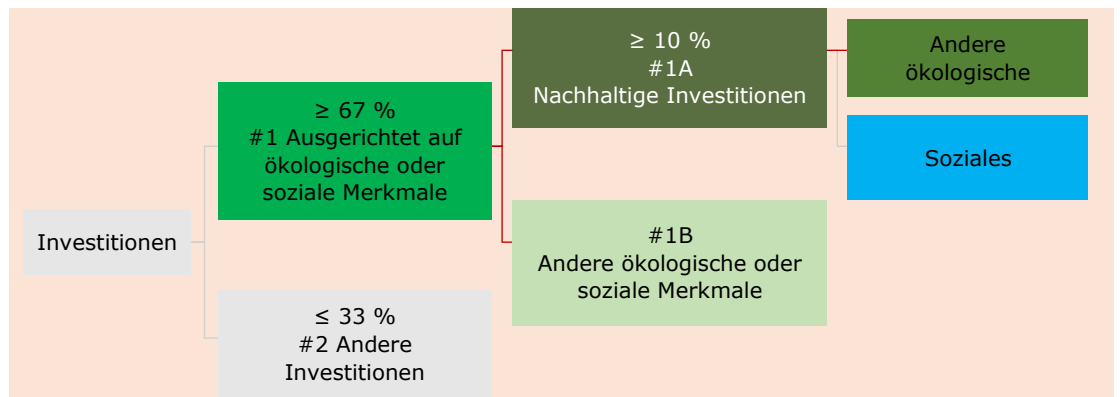 Investitionen
≥ 67 %
#1 Ausgerichtet auf
ökologische oder
soziale Merkmale
≤ 33 %
#2 Andere
Investitionen
≥ 10 %
#1A
Nachhaltige Investitionen
#1B
Andere ökologische oder
soziale Merkmale
Andere
ökologische
Soziales